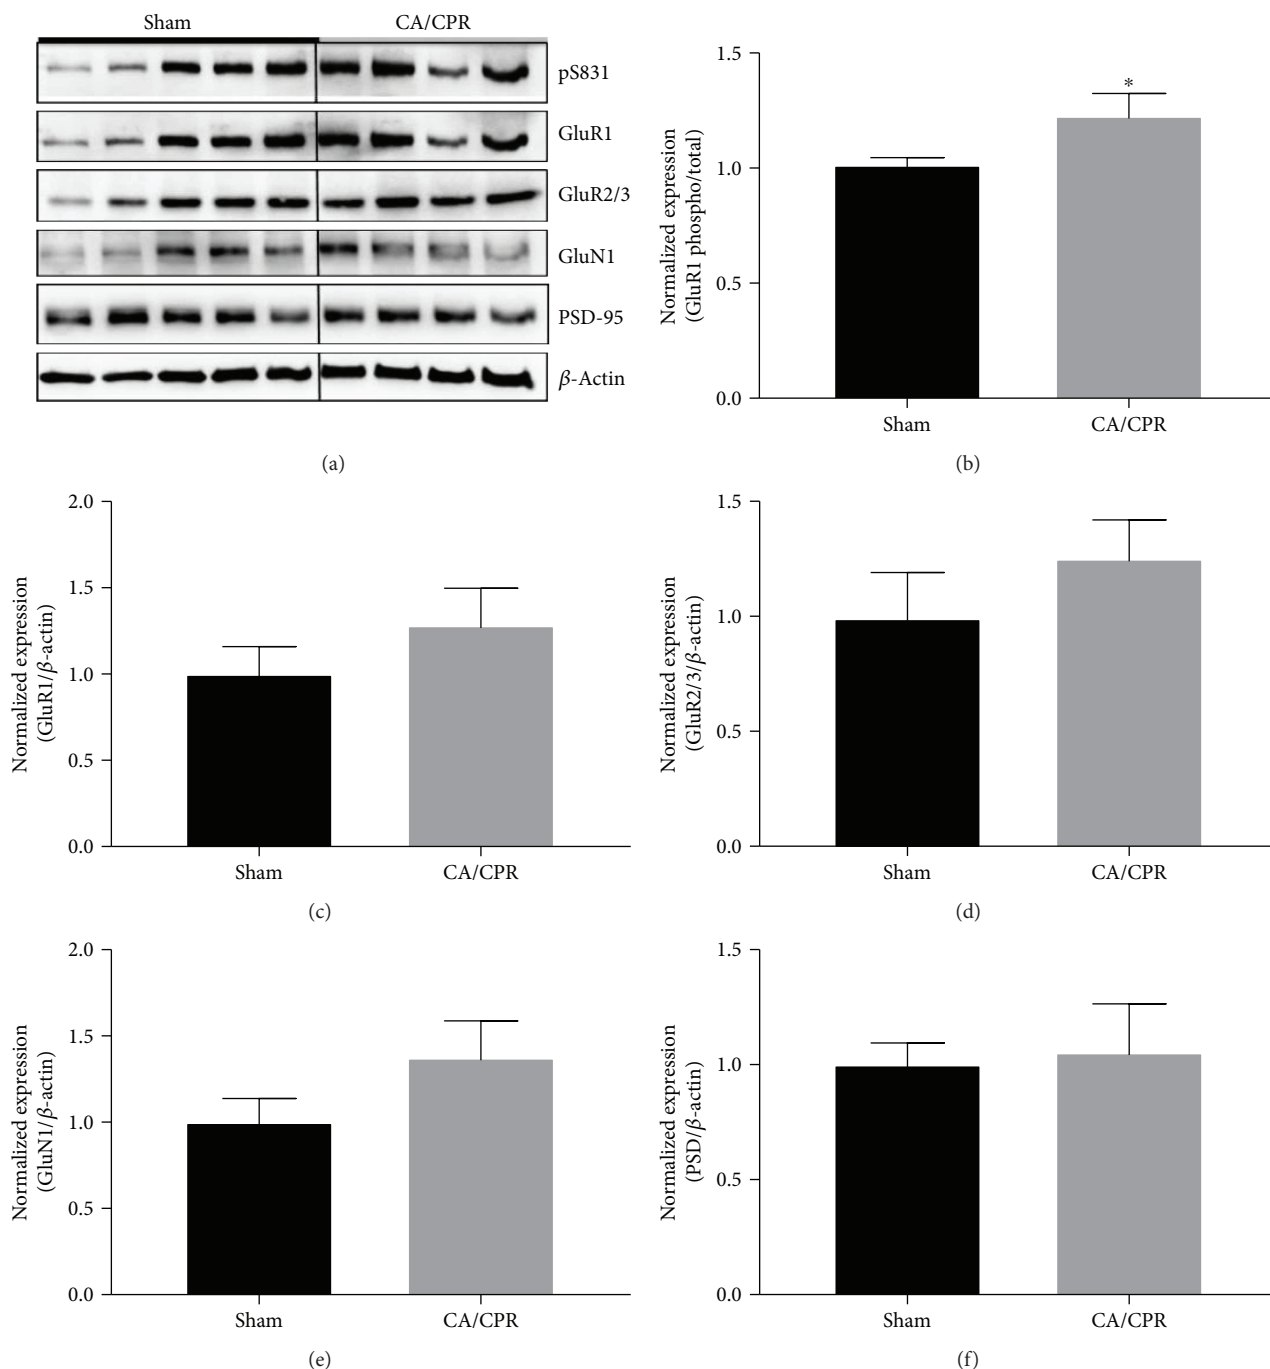 Sham CA/CPR
pS831
GluR1
GluR2/3
GluN1
PSD-95
β-Actin
(a)
1.5
1.0
0.5
0.0
Normalized expression
(GluR1 phospho/total)
*
Sham CA/CPR
(b)
2.0
1.5
1.0
0.5
0.0
Normalized expression
(GluR1/β-actin)
Sham CA/CPR
(c)
1.5
1.0
0.5
0.0
Normalized expression
(GluR2/3/β-actin)
Sham CA/CPR
(d)
2.0
1.5
1.0
0.5
0.0
Normalized expression
(GluN1/β-actin)
Sham CA/CPR
(e)
1.5
1.0
0.5
0.0
Normalized expression
(PSD/β-actin)
Sham CA/CPR
(f)